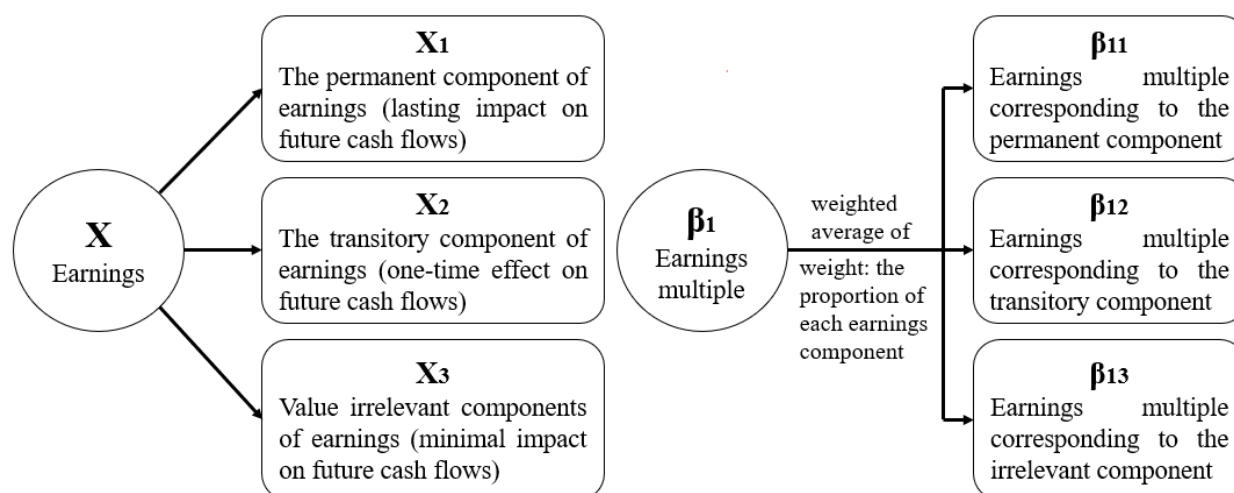 X
Earnings
X1
The permanent component of
earnings (lasting impact on
future cash flows)
X2
The transitory component of
earnings (one-time effect on
future cash flows)
X3
Value irrelevant components
of earnings (minimal impact
on future cash flows)
β1
Earnings
multiple
weighted
average of
weight: the
proportion of
each earnings
component
β11
Earnings multiple
corresponding to the
permanent component
β12
Earnings multiple
corresponding to the
transitory component
β13
Earnings multiple
corresponding to the
irrelevant component